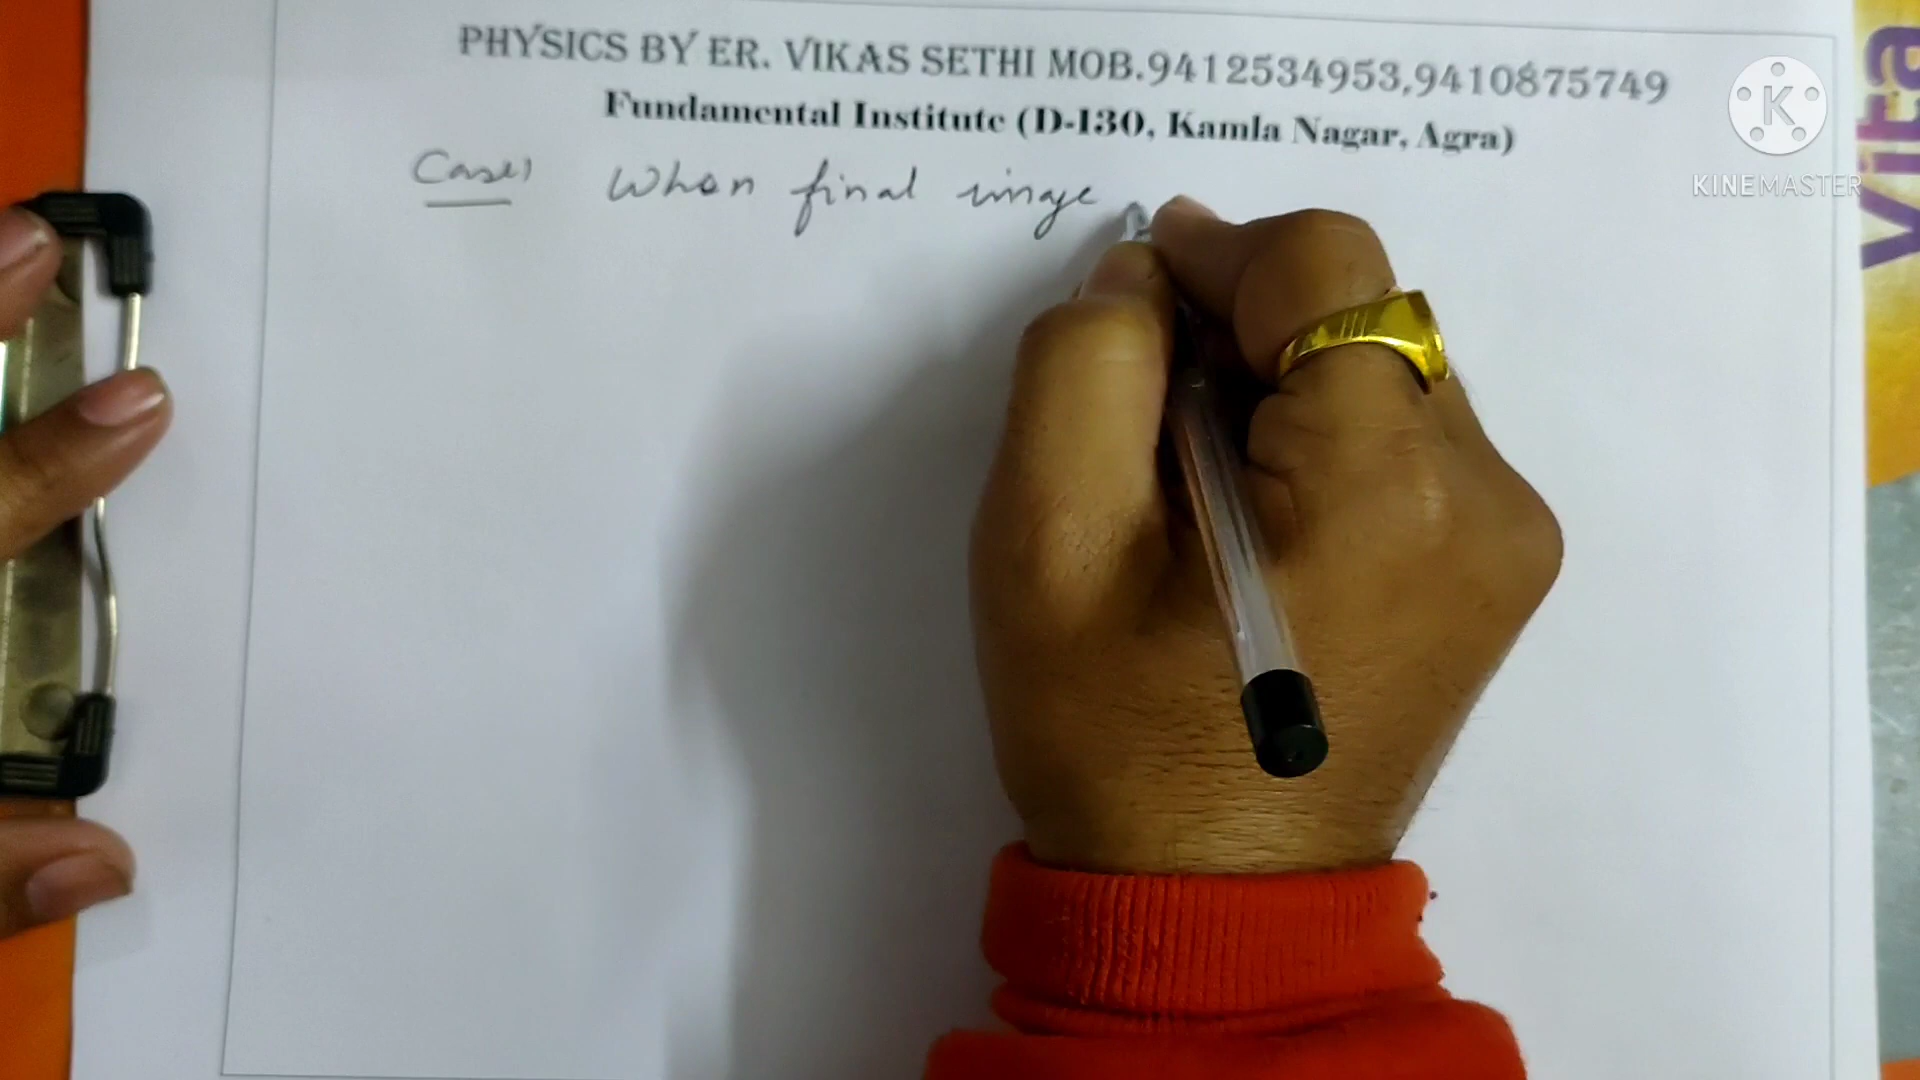 PHYSICS BY ER. VIKAS SETHI MOB.9412534953,9410875749
Fundamental Institute (D-130, Kamla Nagar, Agra)
Case1 When final image
KINEMASTER
Vita